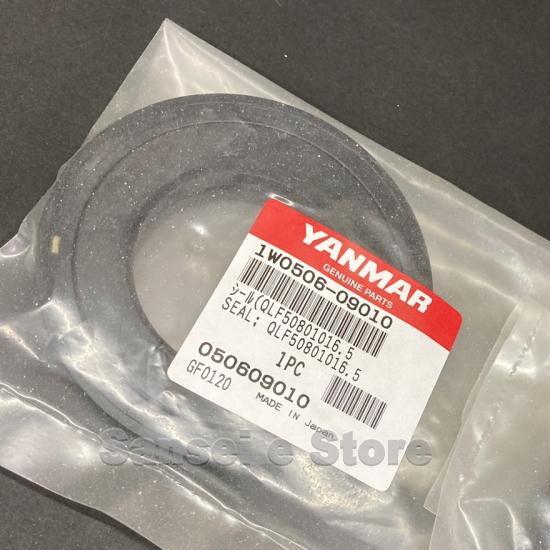 YANMAR
GENUINE PARTS
1W0506-09010
シール(QLF50801016.5
SEAL; QLF50801016.5
1PC
050609010
GF0120
MADE IN Japan
Sansei e Store